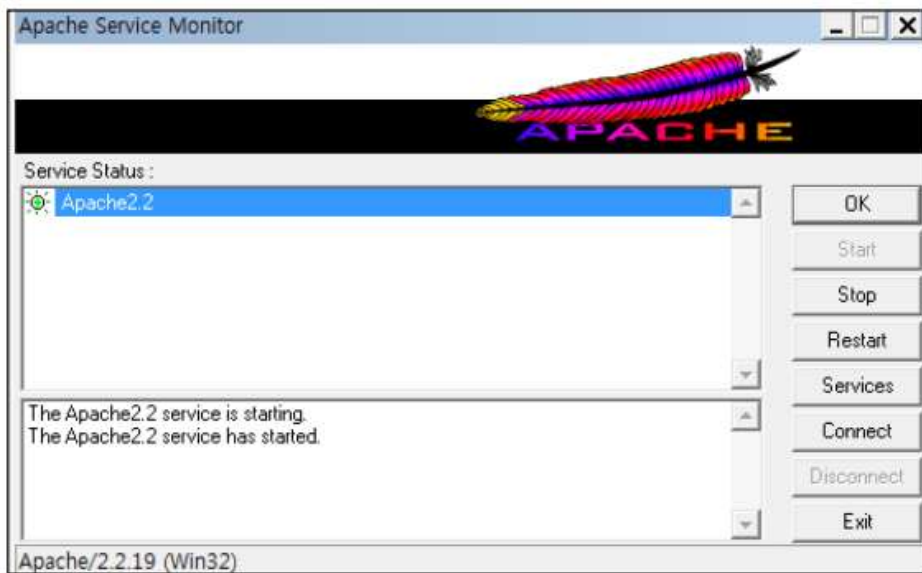 Apache Service Monitor
APACHE
Service Status :
Apache2.2
OK
Start
Stop
Restart
Services
Connect
Disconnect
Exit
The Apache2.2 service is starting.
The Apache2.2 service has started.
Apache/2.2.19 (Win32)